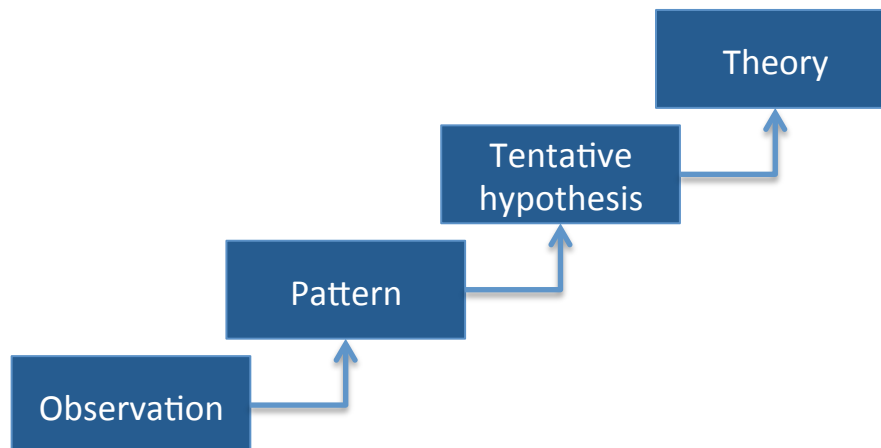 Theory
Tentative
hypothesis
Pattern
Observation